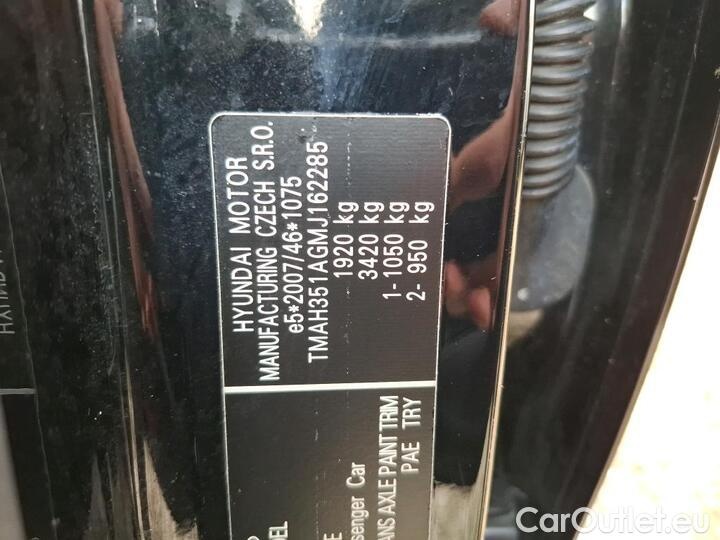 HYUNDAI MOTOR
MANUFACTURING CZECH S.R.O.
e5*2007/46*1075
TMAH351AGMJ162285
1920 kg
3420 kg
1- 1050 kg
2- 950 kg
senger Car
ANS AXLE PAINT TRIM
PAE TRY
CarOutlet.eu